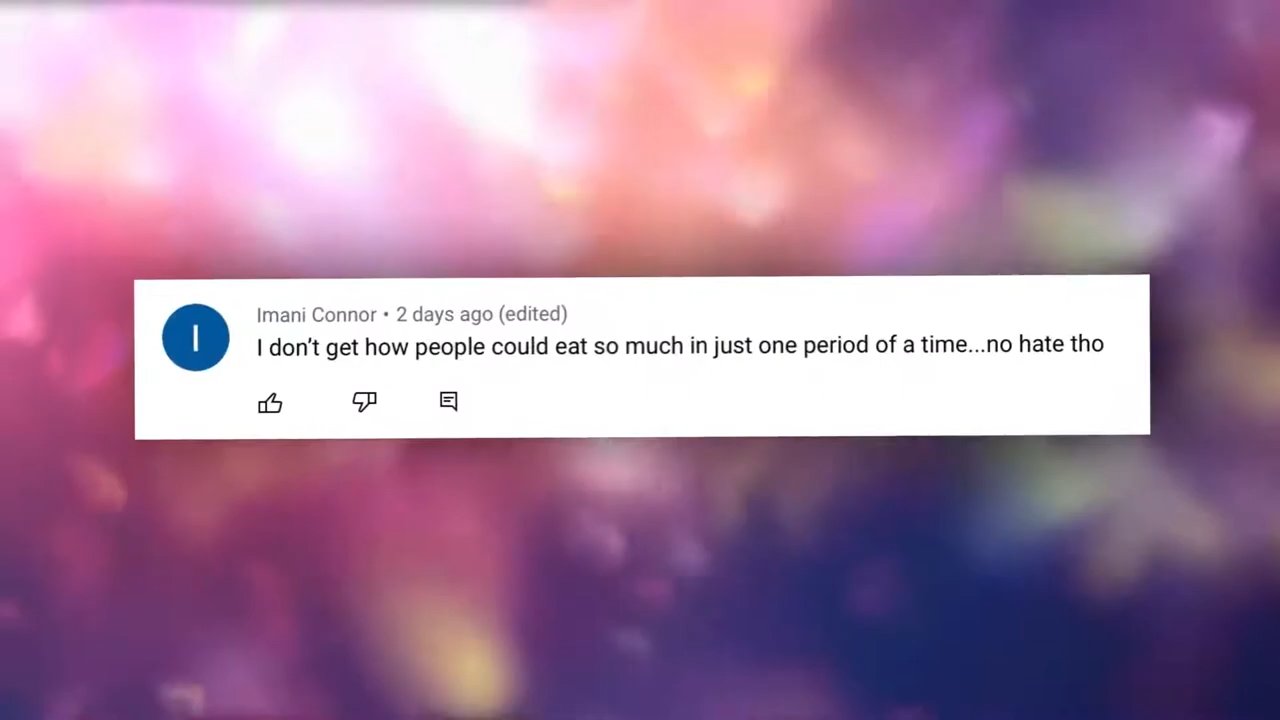 I
Imani Connor • 2 days ago (edited)
I don't get how people could eat so much in just one period of a time...no hate tho